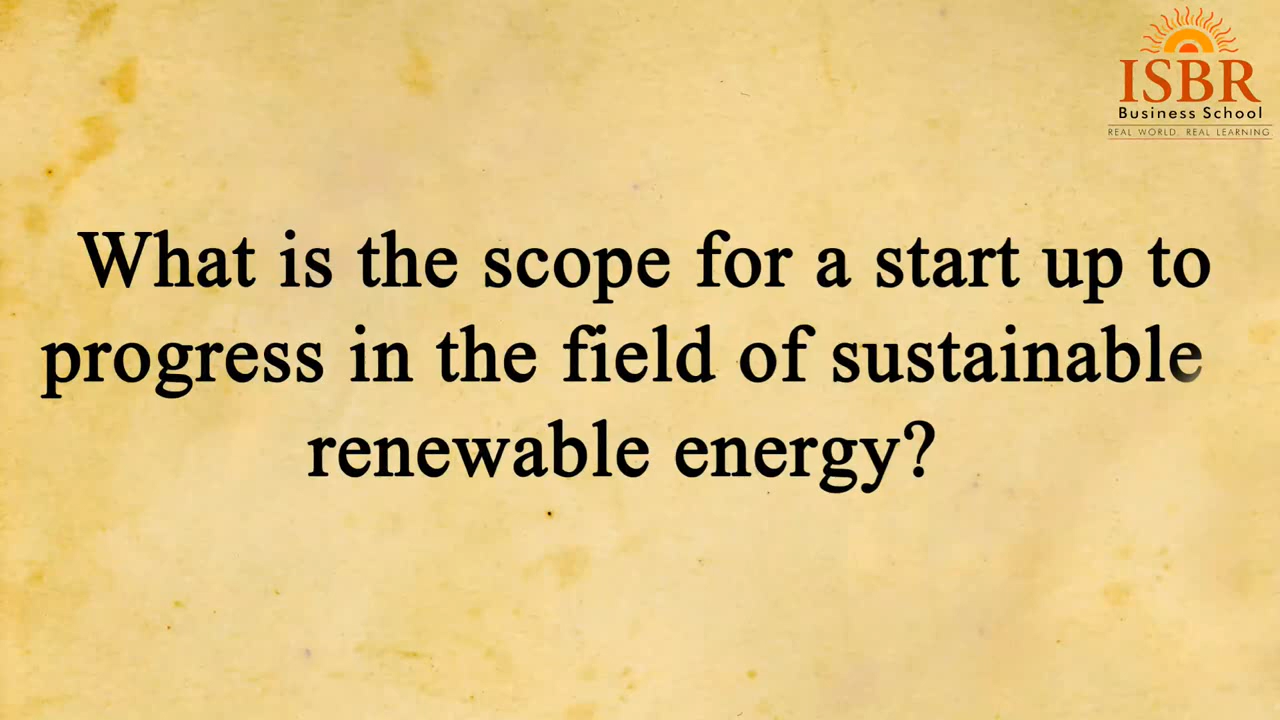 ISBR
Business School
REAL WORLD. REAL LEARNING
What is the scope for a start up to
progress in the field of sustainable
renewable energy?